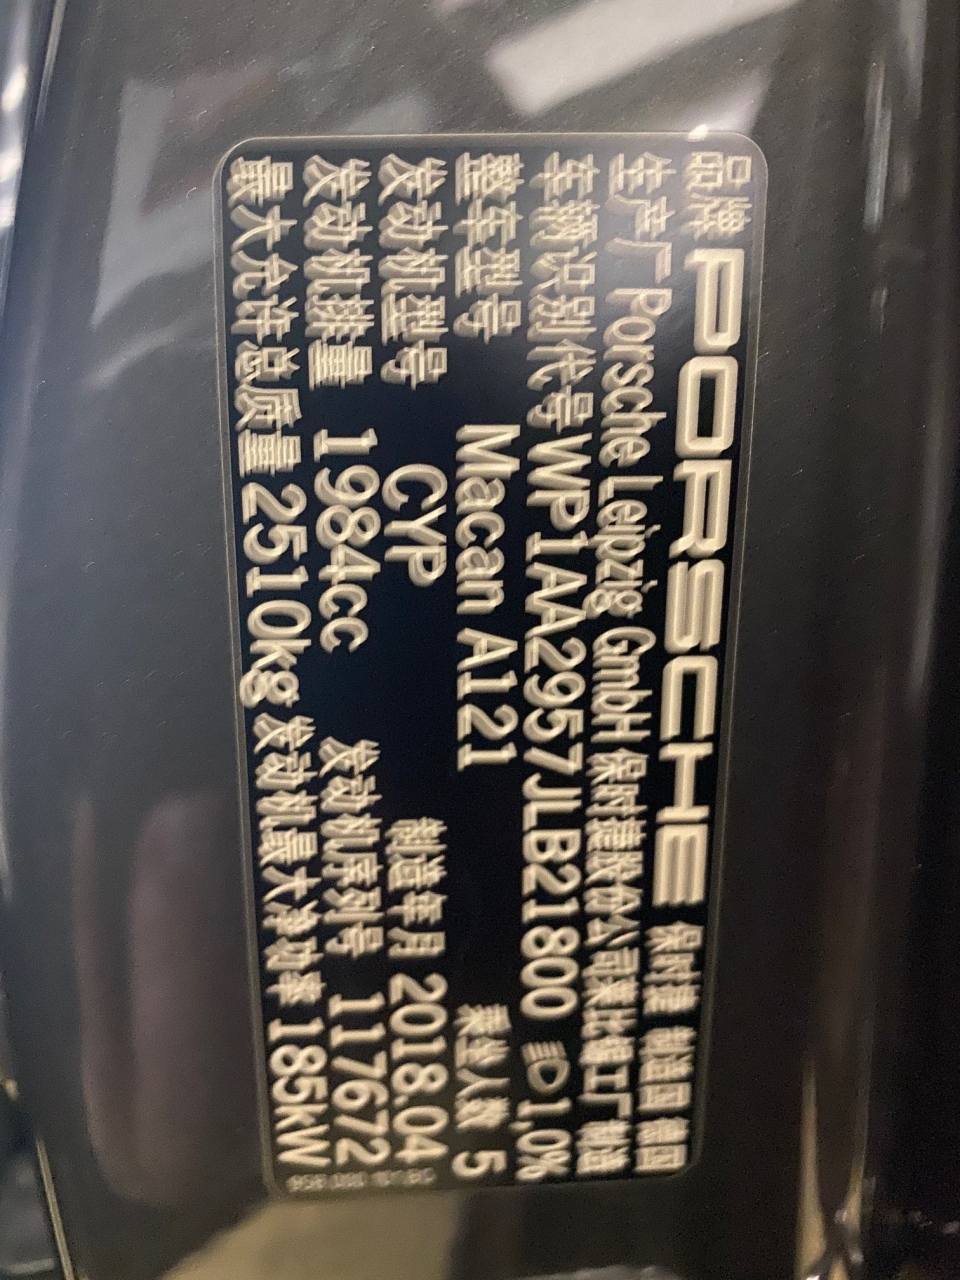 品牌 PORSCHE 保时捷 制造国 德国
生产厂 Porsche Leipzig GmbH 保时捷股份公司莱比锡工厂 制造
车辆识别代号 WP1AA2957JLB21800 1,0%
整车型号 Macan A121 乘坐人数 5
发动机型号 CYP 制造年月 2018.04
发动机排量 1984cc 发动机序列号 117672
最大允许总质量 2510kg 发动机最大净功率 185kW